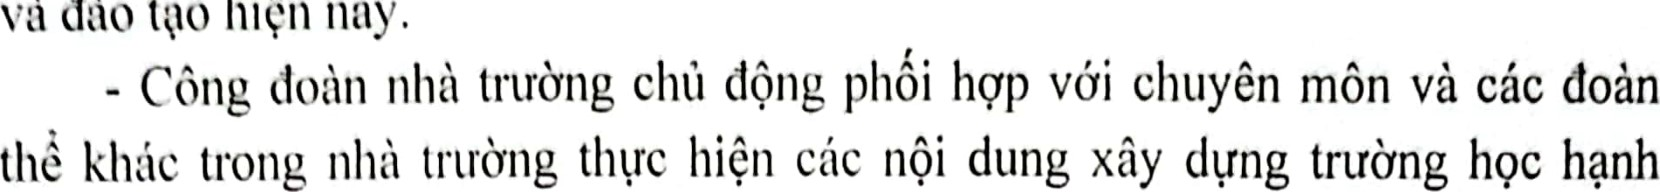 và đào tạo hiện nay.
- Công đoàn nhà trường chủ động phối hợp với chuyên môn và các đoàn
thể khác trong nhà trường thực hiện các nội dung xây dựng trường học hạnh